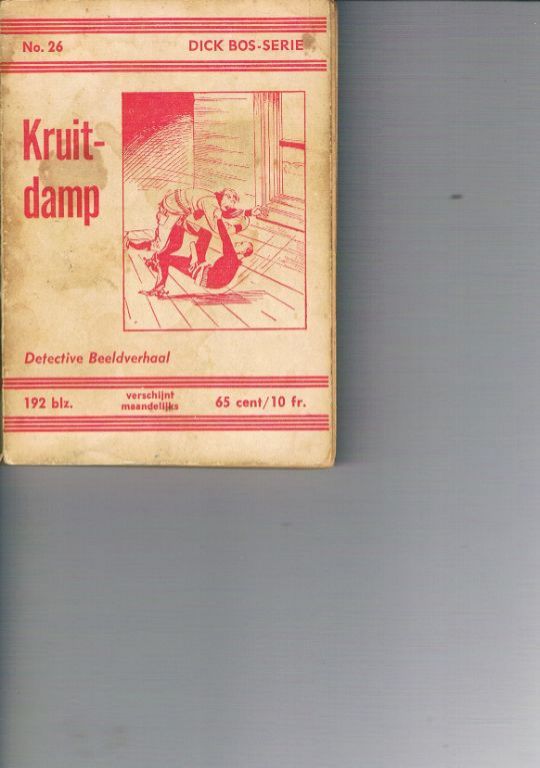 No. 26 DICK BOS-SERIE
Kruit-
damp
Detective Beeldverhaal
192 blz. verschijnt 65 cent/10 fr.
maandelijks